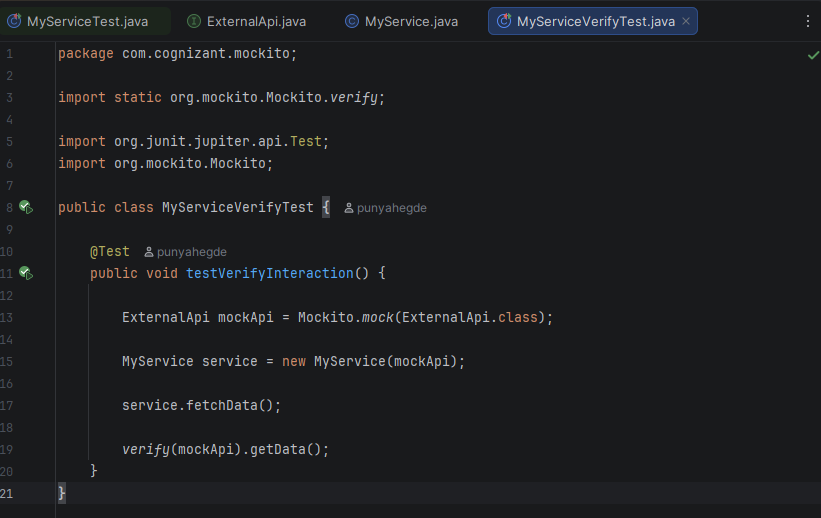 MyServiceTest.java ExternalApi.java MyService.java MyServiceVerifyTest.java
1 package com.cognizant.mockito;
2
3 import static org.mockito.Mockito.verify;
4
5 import org.junit.jupiter.api.Test;
6 import org.mockito.Mockito;
7
8 public class MyServiceVerifyTest { punyahegde
9
10 @Test punyahegde
11 public void testVerifyInteraction() {
12
13 ExternalApi mockApi = Mockito.mock(ExternalApi.class);
14
15 MyService service = new MyService(mockApi);
16
17 service.fetchData();
18
19 verify(mockApi).getData();
20 }
21 }